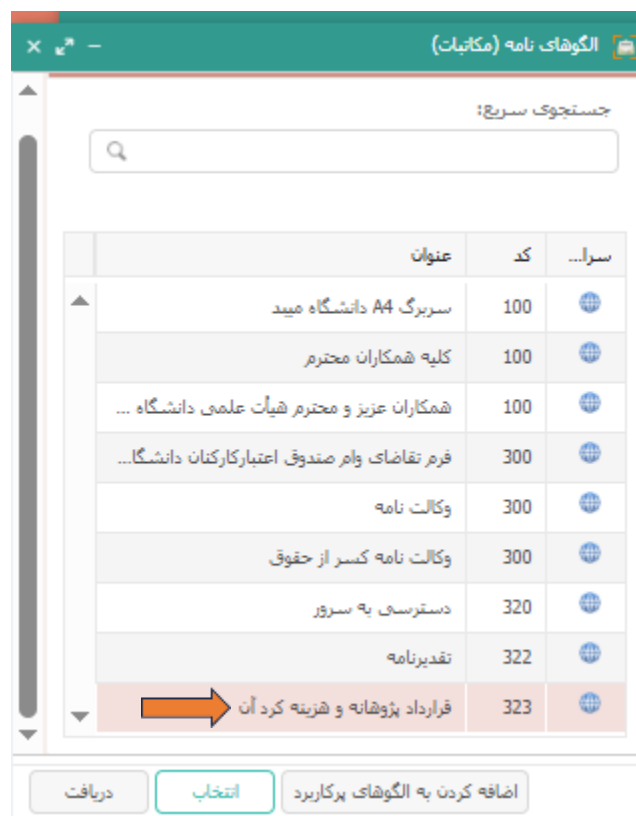 الگوهای نامه (مکاتبات)
جستجوی سریع:
سرا... کد عنوان
100 سربرگ A4 دانشگاه میبد
100 کلیه همکاران محترم
100 همکاران عزیز و محترم هیأت علمی دانشگاه ...
300 فرم تقاضای وام صندوق اعتبارکارکنان دانشگا...
300 وکالت نامه
300 وکالت نامه کسر از حقوق
320 دسترسی به سرور
322 تقدیرنامه
323 قرارداد پژوهانه و هزینه کرد آن
اضافه کردن به الگوهای پرکاربرد انتخاب دریافت